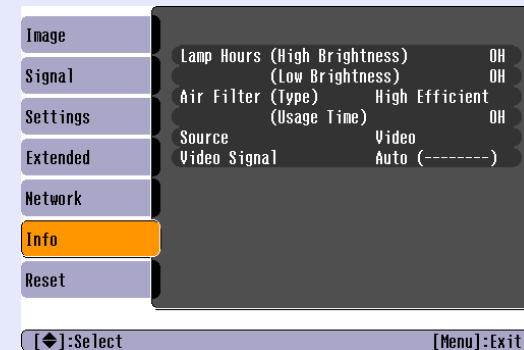 Image
Signal
Settings
Extended
Network
Info
Reset
Lamp Hours (High Brightness) 0H
(Low Brightness) 0H
Air Filter (Type) High Efficient
(Usage Time) 0H
Source Video
Video Signal Auto (--------)
[◆]:Select [Menu]:Exit